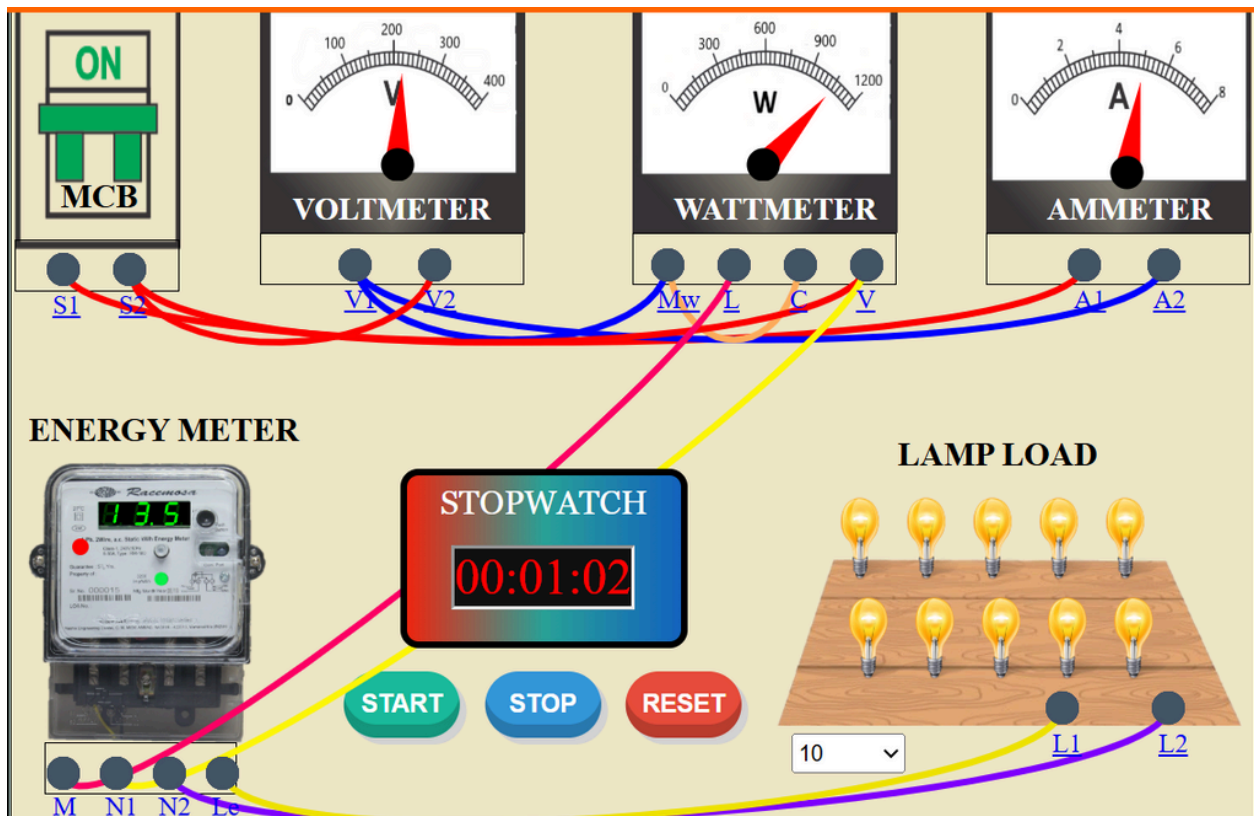 ON
MCB
0 100 200 300 400
V
VOLTMETER
0 300 600 900 1200
W
WATTMETER
0 2 4 6 8
A
AMMETER
S1 S2
V1 V2
Mw L C V
A1 A2
ENERGY METER
Racemosa
13.5
000015
STOPWATCH
00:01:02
START STOP RESET
LAMP LOAD
10
L1 L2
M N1 N2 Le